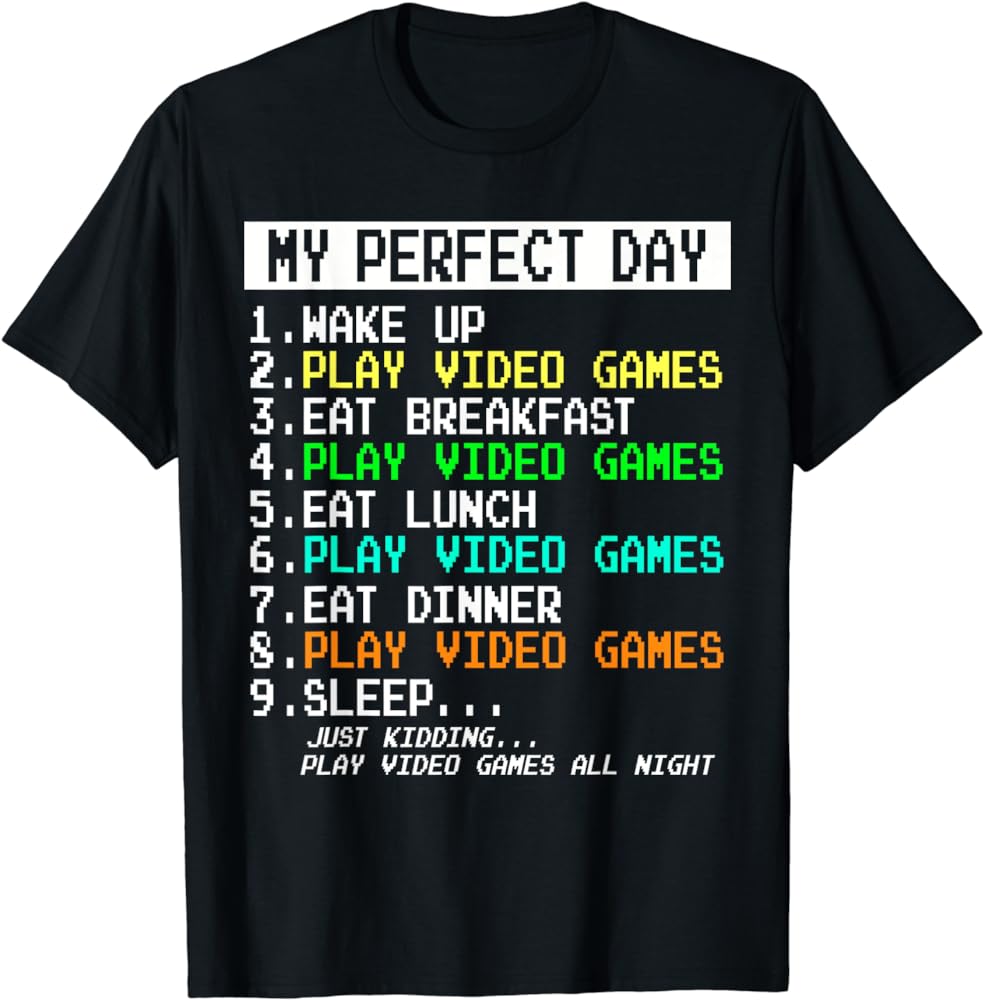 MY PERFECT DAY
1.WAKE UP
2.PLAY VIDEO GAMES
3.EAT BREAKFAST
4.PLAY VIDEO GAMES
5.EAT LUNCH
6.PLAY VIDEO GAMES
7.EAT DINNER
8.PLAY VIDEO GAMES
9.SLEEP...
JUST KIDDING...
PLAY VIDEO GAMES ALL NIGHT